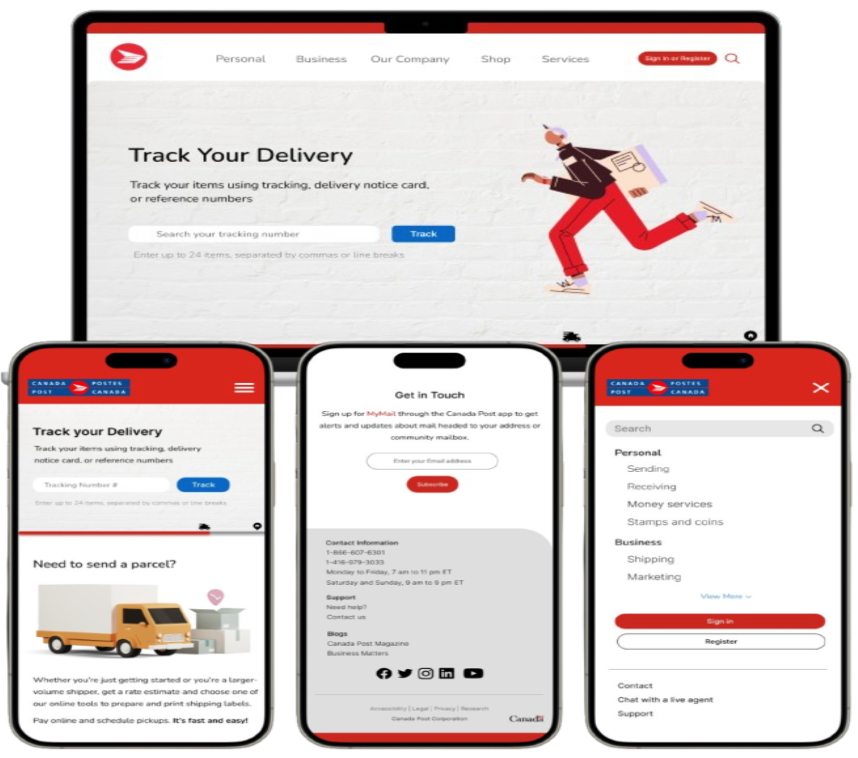 Personal Business Our Company Shop Services Sign In or Register
Track Your Delivery
Track your items using tracking, delivery notice card,
or reference numbers
Search your tracking number Track
Enter up to 24 items, separated by commas or line breaks
CANADA POSTES
POST CANADA
Track your Delivery
Track your items using tracking, delivery
notice card, or reference numbers
Tracking Number # Track
Enter up to 24 items, separated by commas or line breaks
Need to send a parcel?
Whether you're just getting started or you're a larger-
volume shipper, get a rate estimate and choose one of
our online tools to prepare and print shipping labels.
Pay online and schedule pickups. It's fast and easy!
Get in Touch
Sign up for MyMail through the Canada Post app to get
alerts and updates about mail headed to your address or
community mailbox.
Enter your Email address
Subscribe
Contact Information
1-866-607-6301
1-416-979-3033
Monday to Friday, 7 am to 11 pm ET
Saturday and Sunday, 9 am to 9 pm ET
Support
Need help?
Contact us
Blogs
Canada Post Magazine
Business Matters
Accessibility | Legal | Privacy | Research
Canada Post Corporation
Canada
CANADA POSTES
POST CANADA
Search
Personal
Sending
Receiving
Money services
Stamps and coins
Business
Shipping
Marketing
View More
Sign in
Register
Contact
Chat with a live agent
Support